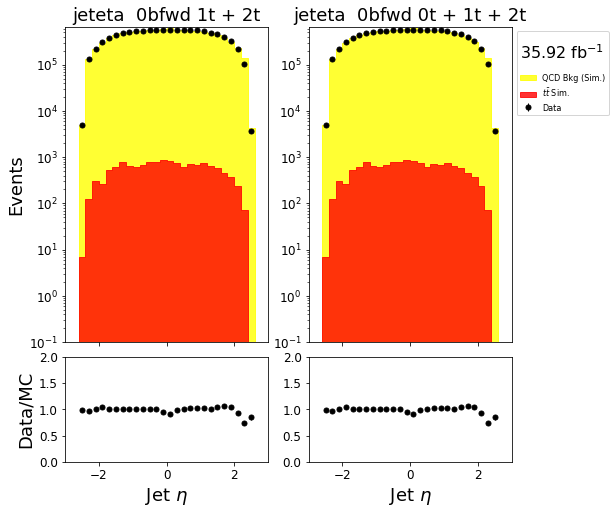 jeteta 0bfwd 1t + 2t
jeteta 0bfwd 0t + 1t + 2t
35.92 fb⁻¹
QCD Bkg (Sim.)
tt̄ Sim.
Data
Events
10⁵
10⁴
10³
10²
10¹
10⁰
10⁻¹
10⁵
10⁴
10³
10²
10¹
10⁰
10⁻¹
Data/MC
2.0
1.5
1.0
0.5
0.0
2.0
1.5
1.0
0.5
0.0
−2 0 2
−2 0 2
Jet η
Jet η